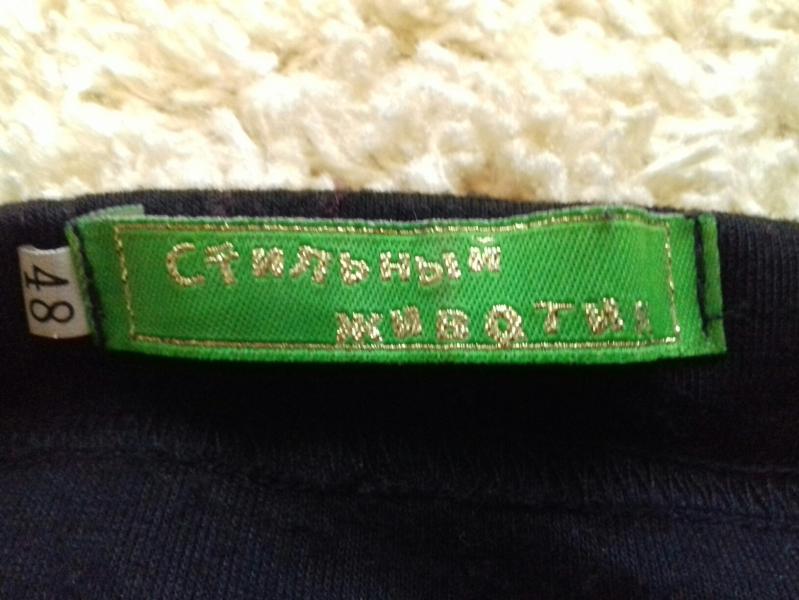 48
Стильный
животик